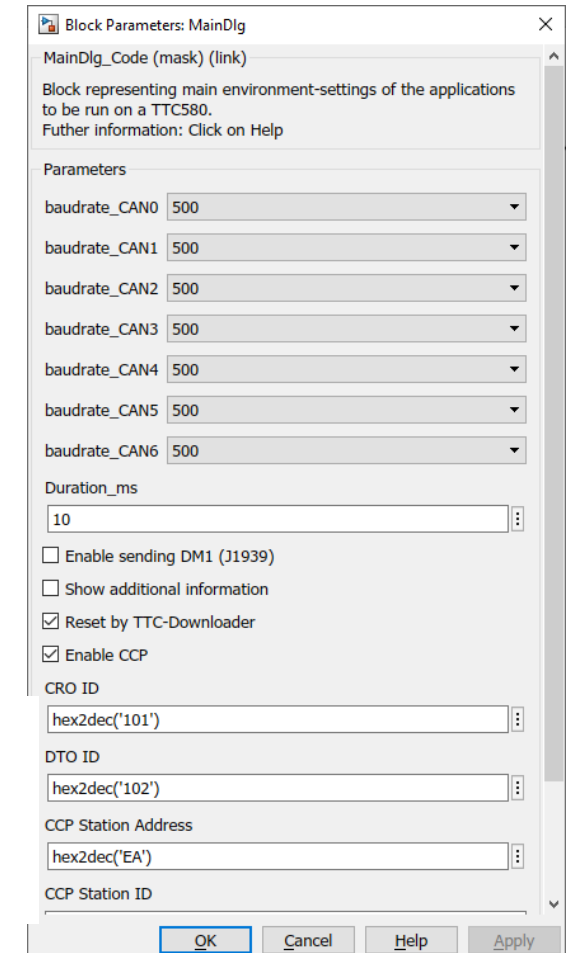 Block Parameters: MainDlg
MainDlg_Code (mask) (link)
Block representing main environment-settings of the applications
to be run on a TTC580.
Futher information: Click on Help
Parameters
baudrate_CAN0 500
baudrate_CAN1 500
baudrate_CAN2 500
baudrate_CAN3 500
baudrate_CAN4 500
baudrate_CAN5 500
baudrate_CAN6 500
Duration_ms
10
Enable sending DM1 (J1939)
Show additional information
Reset by TTC-Downloader
Enable CCP
CRO ID
hex2dec('101')
DTO ID
hex2dec('102')
CCP Station Address
hex2dec('EA')
CCP Station ID
OK Cancel Help Apply